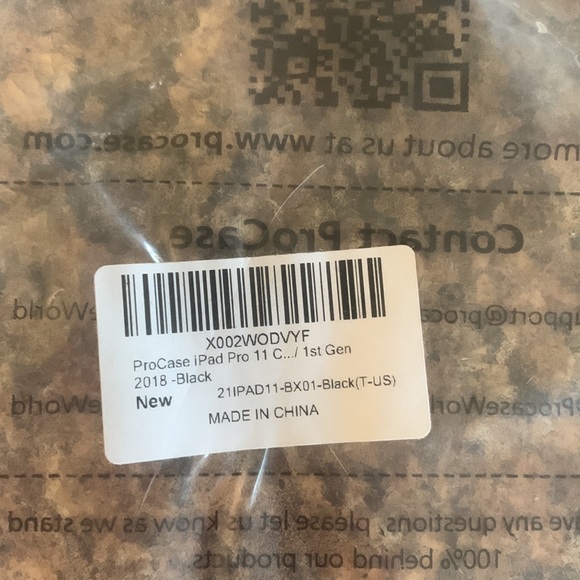 more about us at www.procase.com
Contact ProCase
X002WODVYF
ProCase iPad Pro 11 C.../ 1st Gen
2018 -Black
New
21IPAD11-BX01-Black(T-US)
MADE IN CHINA
any questions, please let us know as we stand
100% behind our products.